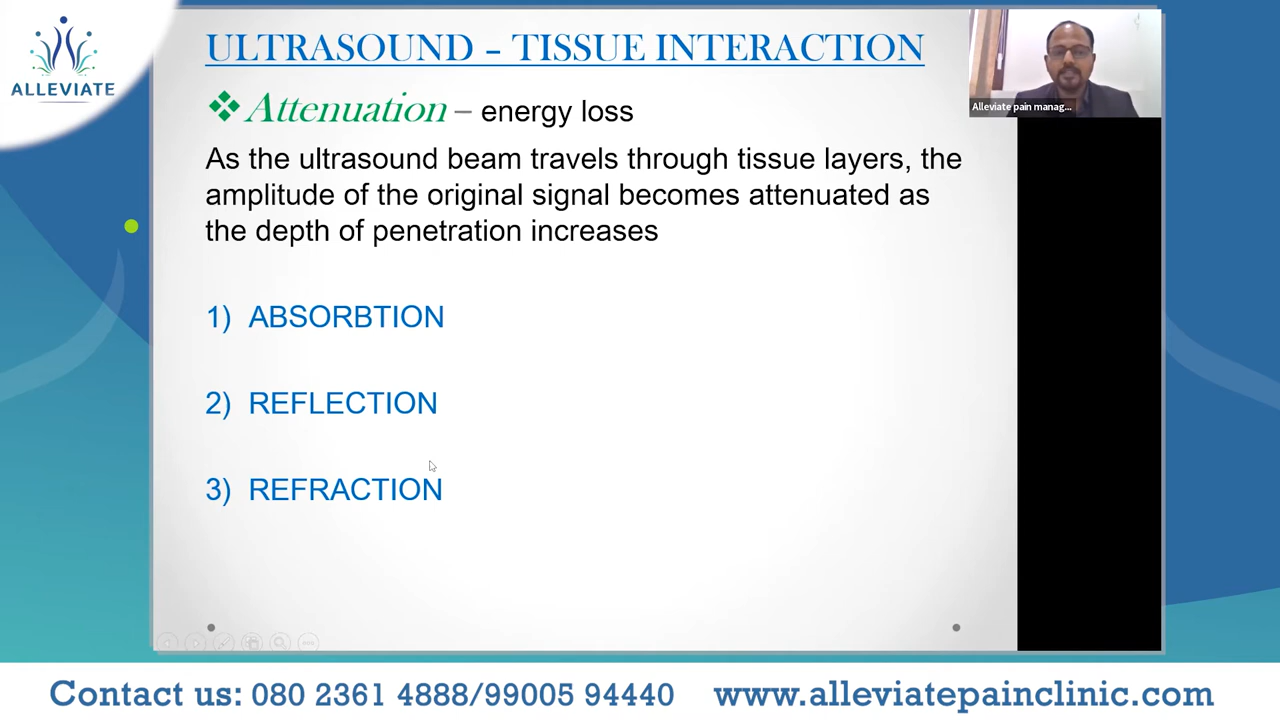 ALLEVIATE
ULTRASOUND – TISSUE INTERACTION
❖Attenuation – energy loss
As the ultrasound beam travels through tissue layers, the
amplitude of the original signal becomes attenuated as
the depth of penetration increases
1) ABSORBTION
2) REFLECTION
3) REFRACTION
Alleviate pain manag...
Contact us: 080 2361 4888/99005 94440 www.alleviatepainclinic.com